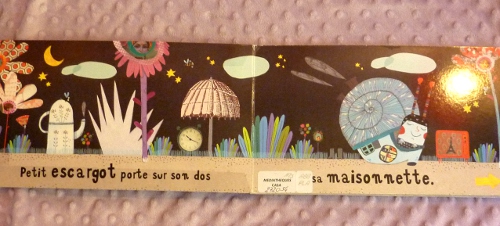 Petit escargot porte sur son dos sa maisonnette.